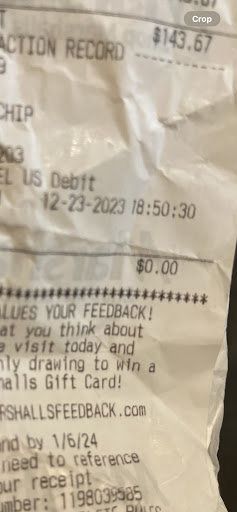 Crop
ACTION RECORD
$143.67
CHIP
EL US Debit
12-23-2023 18:50:30
$0.00
ALUES YOUR FEEDBACK!
at you think about
e visit today and
hly drawing to win a
halls Gift Card!
RSHALLSFEEDBACK.com
nd by 1/6/24
need to reference
our receipt
umber: 1198039585